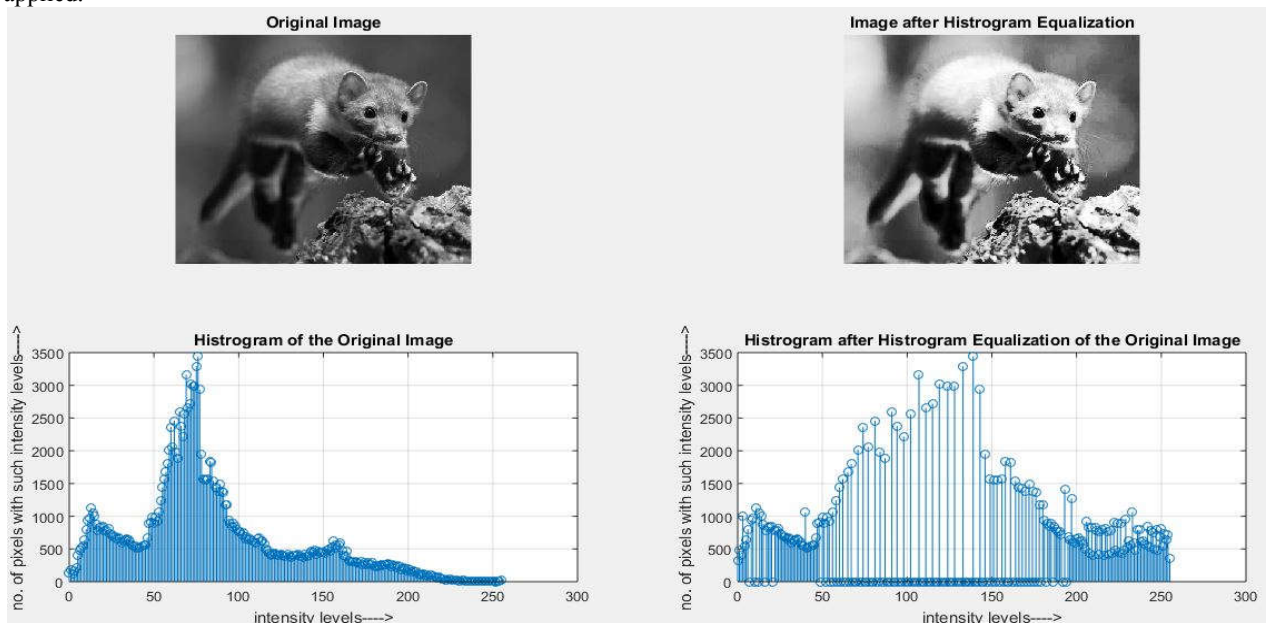 applied.
Original Image
Image after Histrogram Equalization
Histrogram of the Original Image
no. of pixels with such intensity levels---->
3500
3000
2500
2000
1500
1000
500
0
0 50 100 150 200 250 300
intensity levels---->
Histrogram after Histrogram Equalization of the Original Image
no. of pixels with such intensity levels---->
3500
3000
2500
2000
1500
1000
500
0
0 50 100 150 200 250 300
intensity levels---->